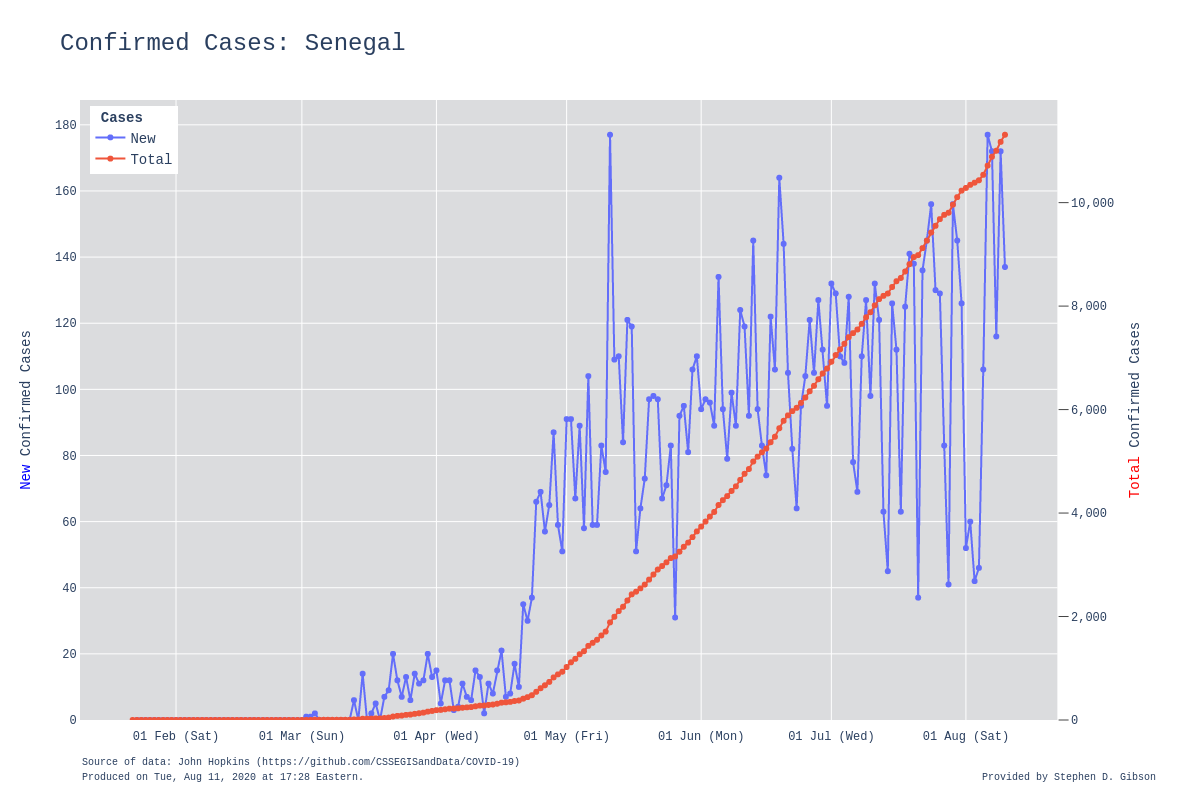 Confirmed Cases: Senegal
Cases
New
Total
180
160
140
120
100
80
60
40
20
0
10,000
8,000
6,000
4,000
2,000
0
New Confirmed Cases
Total Confirmed Cases
01 Feb (Sat)
01 Mar (Sun)
01 Apr (Wed)
01 May (Fri)
01 Jun (Mon)
01 Jul (Wed)
01 Aug (Sat)
Source of data: John Hopkins (https://github.com/CSSEGISandData/COVID-19)
Produced on Tue, Aug 11, 2020 at 17:28 Eastern.
Provided by Stephen D. Gibson